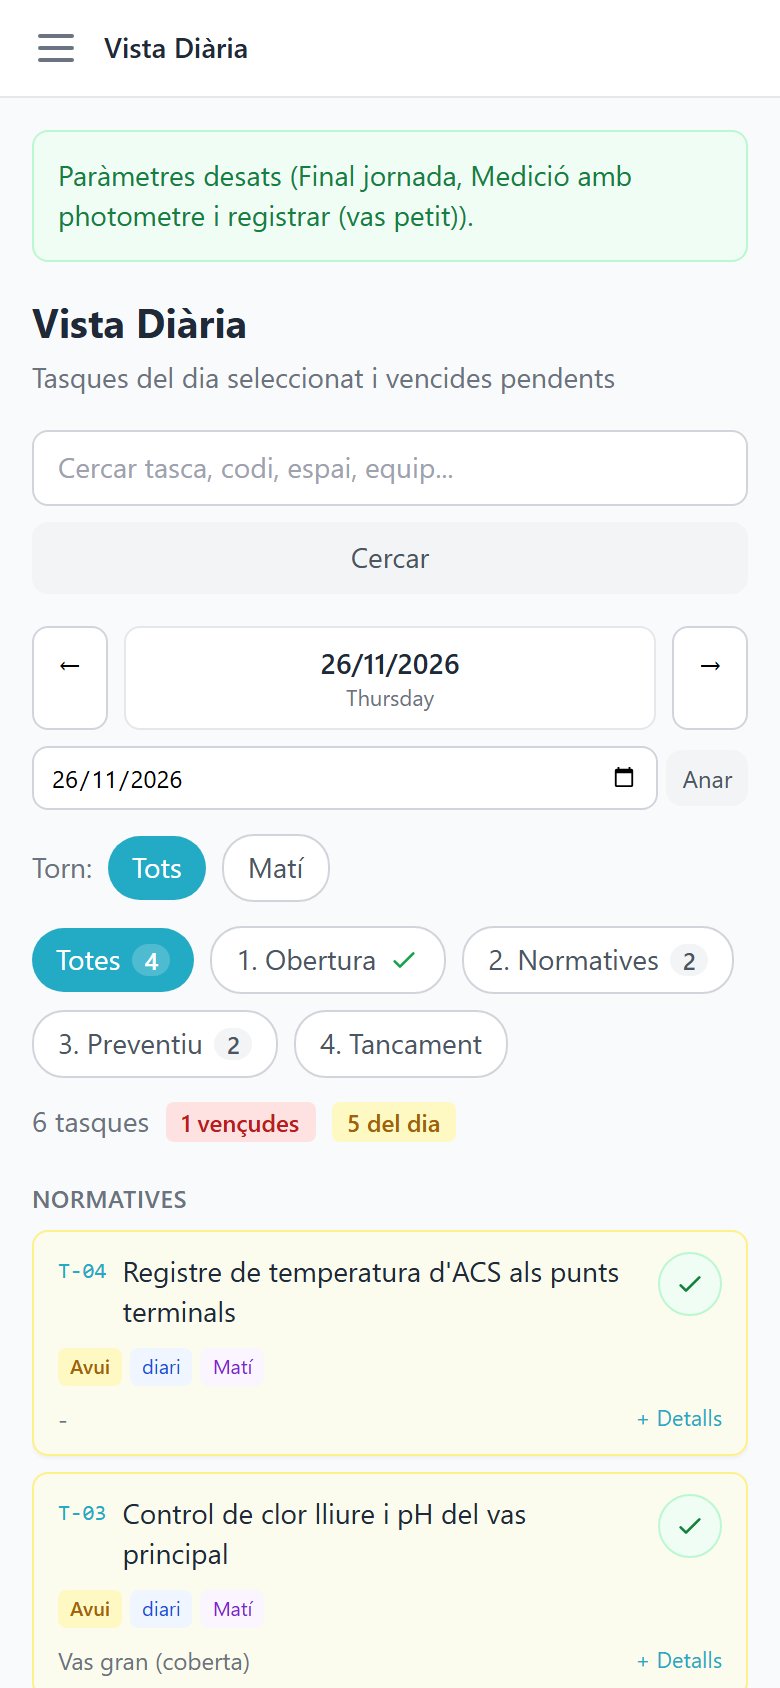 Vista Diària
Paràmetres desats (Final jornada, Medició amb
photometre i registrar (vas petit)).
Vista Diària
Tasques del dia seleccionat i vencides pendents
Cercar tasca, codi, espai, equip...
Cercar
←
26/11/2026
Thursday
→
26/11/2026
Anar
Torn: Tots Matí
Totes 4 1. Obertura ✓ 2. Normatives 2
3. Preventiu 2 4. Tancament
6 tasques 1 vençudes 5 del dia
NORMATIVES
T-04 Registre de temperatura d'ACS als punts
terminals
Avui diari Matí
- + Detalls
T-03 Control de clor lliure i pH del vas
principal
Avui diari Matí
Vas gran (coberta) + Detalls